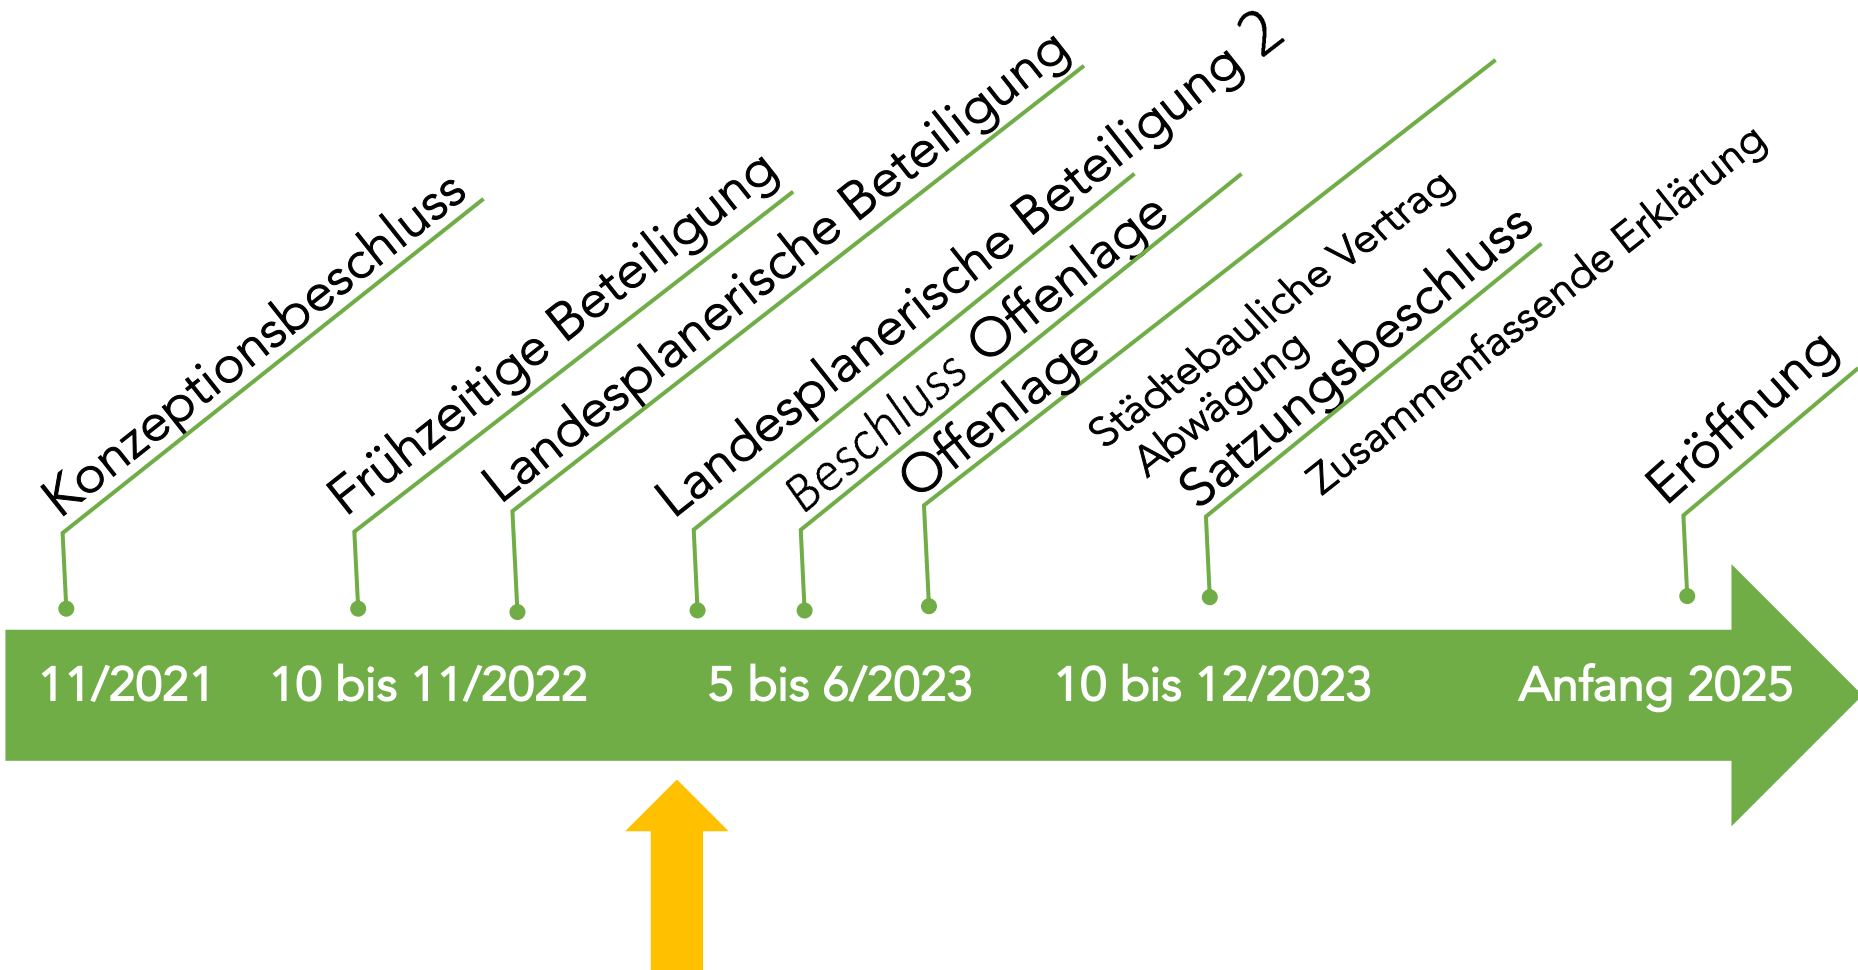 Konzeptionsbeschluss
Frühzeitige Beteiligung
Landesplanerische Beteiligung
Landesplanerische Beteiligung 2
Beschluss Offenlage
Offenlage
Städtebauliche Vertrag
Abwägung
Satzungsbeschluss
Zusammenfassende Erklärung
Eröffnung
11/2021
10 bis 11/2022
5 bis 6/2023
10 bis 12/2023
Anfang 2025